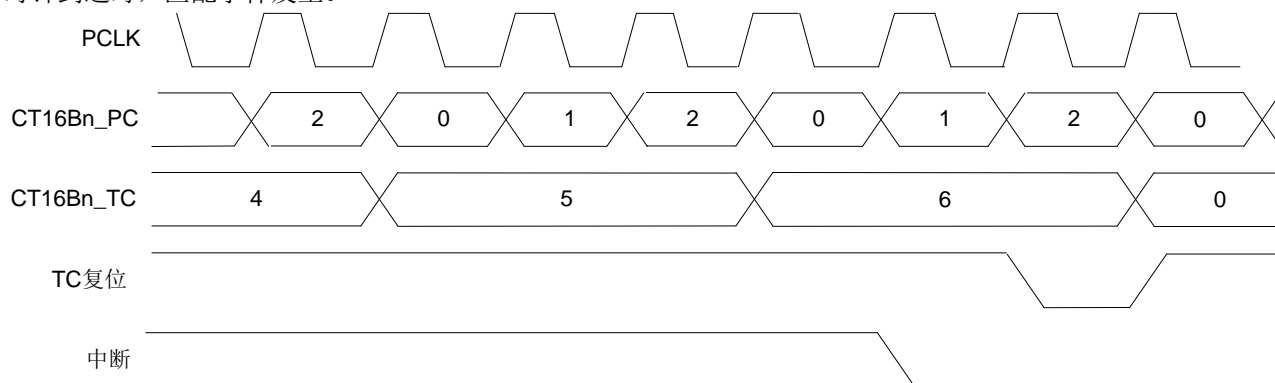 PCLK
CT16Bn_PC 2 0 1 2 0 1 2 0
CT16Bn_TC 4 5 6 0
TC复位
中断